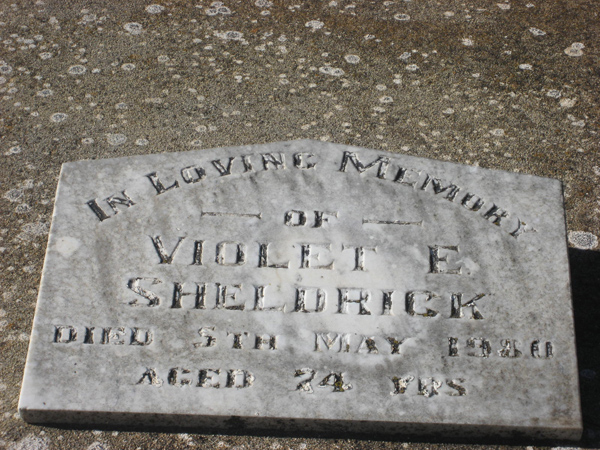 IN LOVING MEMORY
OF
VIOLET E.
SHELDRICK
DIED 5TH MAY
AGED 24 YRS